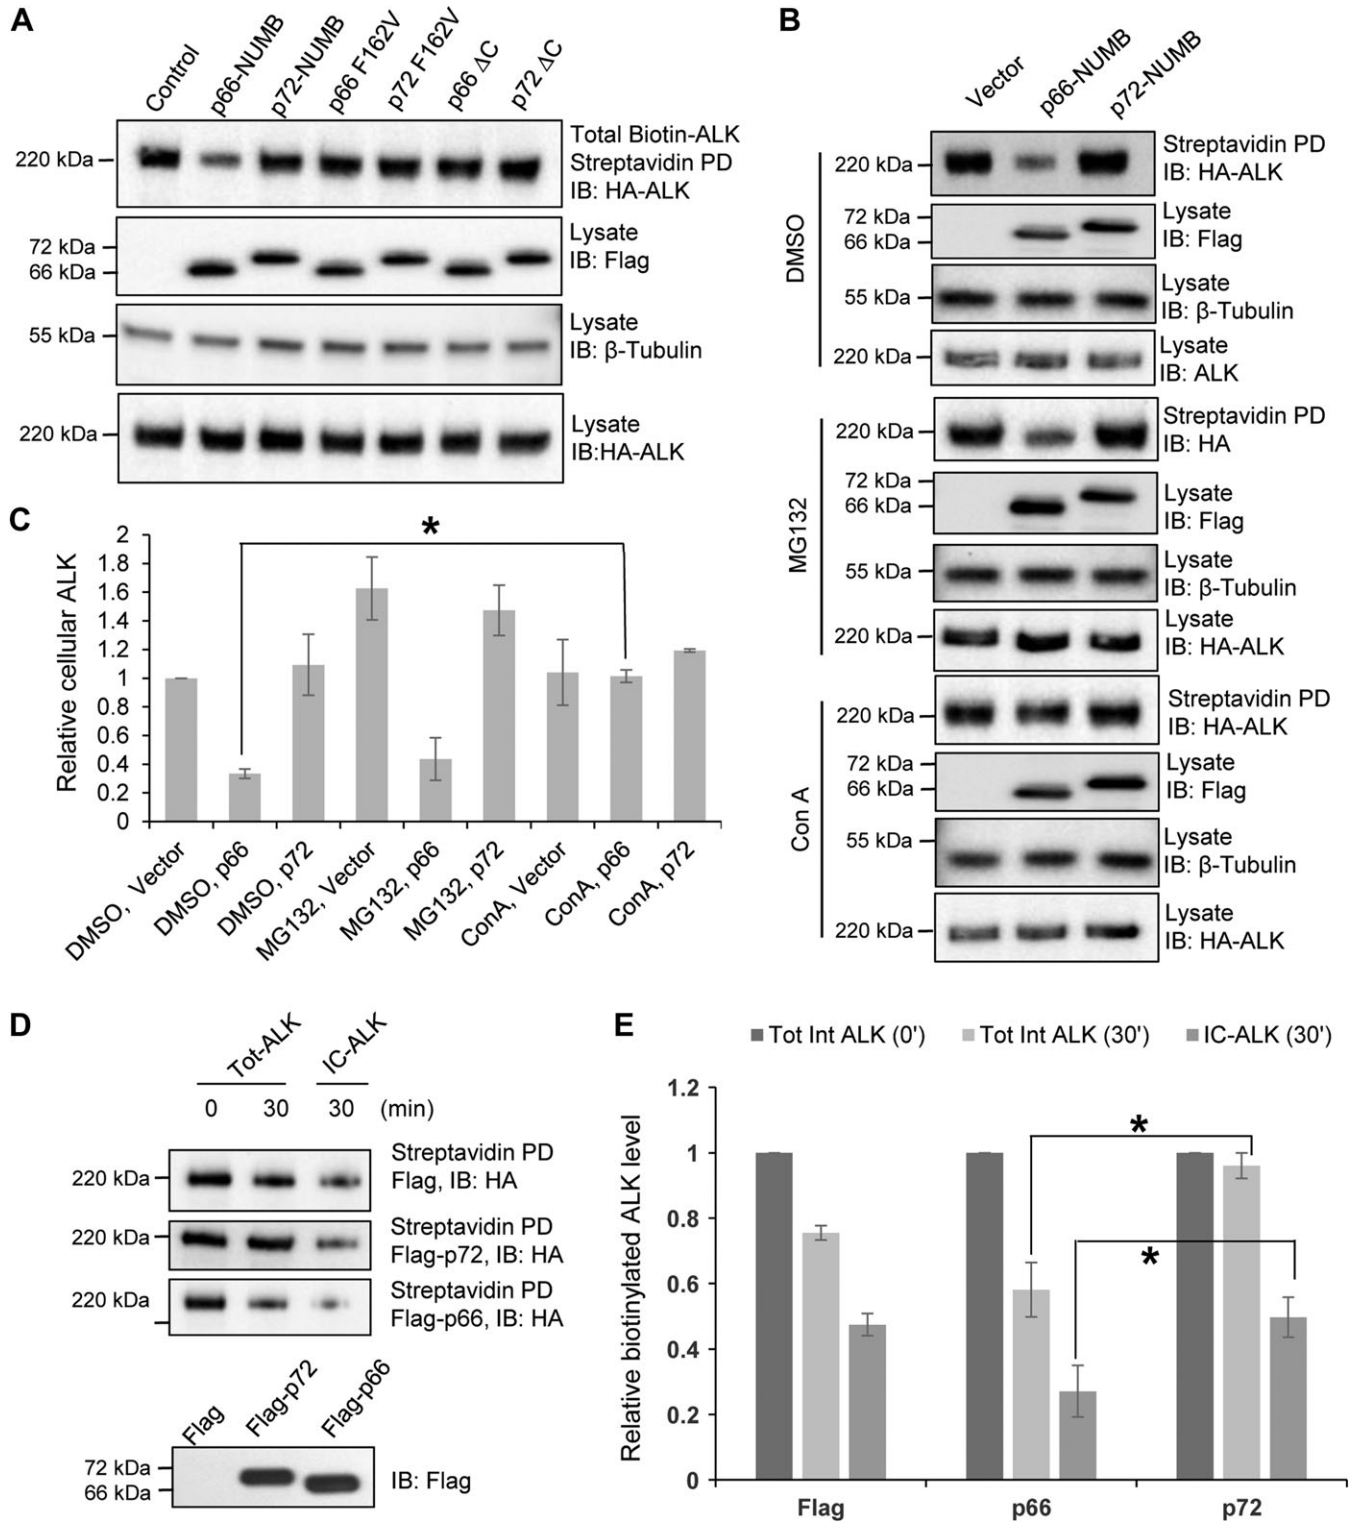 A
Control
p66-NUMB
p72-NUMB
p66 F162V
p72 F162V
p66 ΔC
p72 ΔC
220 kDa
Total Biotin-ALK
Streptavidin PD
IB: HA-ALK
72 kDa
66 kDa
Lysate
IB: Flag
55 kDa
Lysate
IB: β-Tubulin
220 kDa
Lysate
IB:HA-ALK
B
Vector
p66-NUMB
p72-NUMB
DMSO
220 kDa
Streptavidin PD
IB: HA-ALK
72 kDa
66 kDa
Lysate
IB: Flag
55 kDa
Lysate
IB: β-Tubulin
220 kDa
Lysate
IB: ALK
MG132
220 kDa
Streptavidin PD
IB: HA
72 kDa
66 kDa
Lysate
IB: Flag
55 kDa
Lysate
IB: β-Tubulin
220 kDa
Lysate
IB: HA-ALK
Con A
220 kDa
Streptavidin PD
IB: HA-ALK
72 kDa
66 kDa
Lysate
IB: Flag
55 kDa
Lysate
IB: β-Tubulin
220 kDa
Lysate
IB: HA-ALK
C
Relative cellular ALK
2
1.8
1.6
1.4
1.2
1
0.8
0.6
0.4
0.2
0
*
DMSO, Vector
DMSO, p66
DMSO, p72
MG132, Vector
MG132, p66
MG132, p72
ConA, Vector
ConA, p66
ConA, p72
D
Tot-ALK
IC-ALK
0 30 30 (min)
220 kDa
Streptavidin PD
Flag, IB: HA
220 kDa
Streptavidin PD
Flag-p72, IB: HA
220 kDa
Streptavidin PD
Flag-p66, IB: HA
Flag
Flag-p72
Flag-p66
72 kDa
66 kDa
IB: Flag
E
Tot Int ALK (0') Tot Int ALK (30') IC-ALK (30')
Relative biotinylated ALK level
1.2
1
0.8
0.6
0.4
0.2
0
*
*
Flag p66 p72